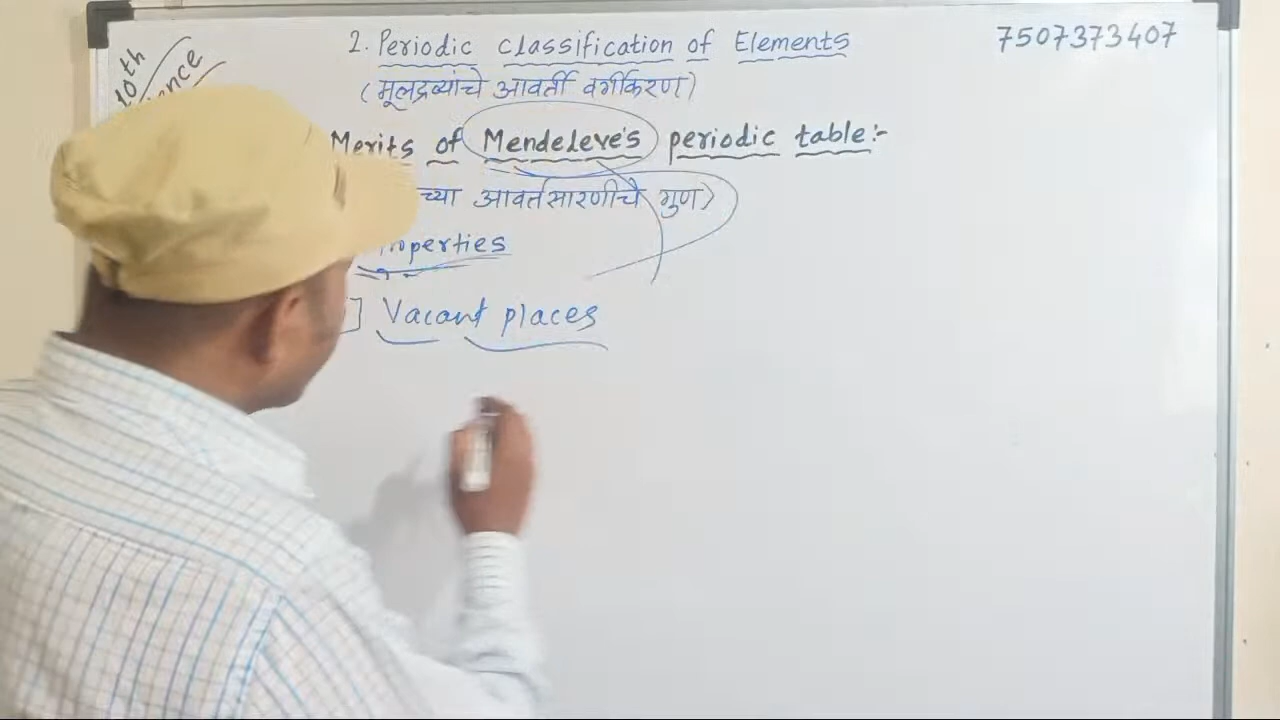 10th
2. Periodic classification of Elements
7507373407
(मूलद्रव्यांचे आवर्ती वर्गीकरण)
Merits of Mendeleve's periodic table:-
च्या आवर्तसारणीचे गुण)
roperties
] Vacant places